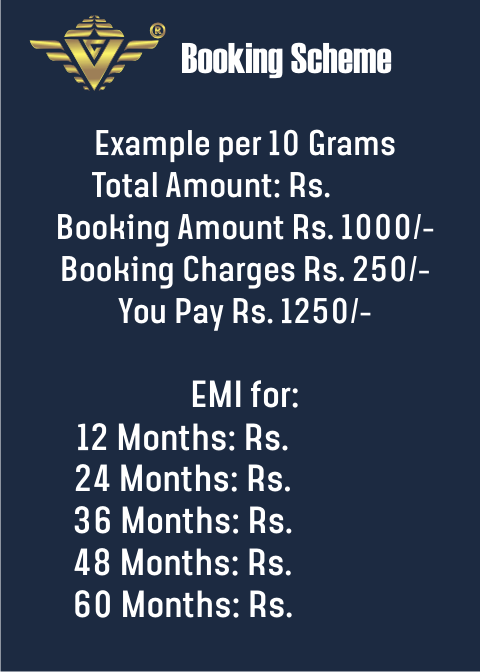 ®
Booking Scheme
Example per 10 Grams
Total Amount: Rs.
Booking Amount Rs. 1000/-
Booking Charges Rs. 250/-
You Pay Rs. 1250/-
EMI for:
12 Months: Rs.
24 Months: Rs.
36 Months: Rs.
48 Months: Rs.
60 Months: Rs.